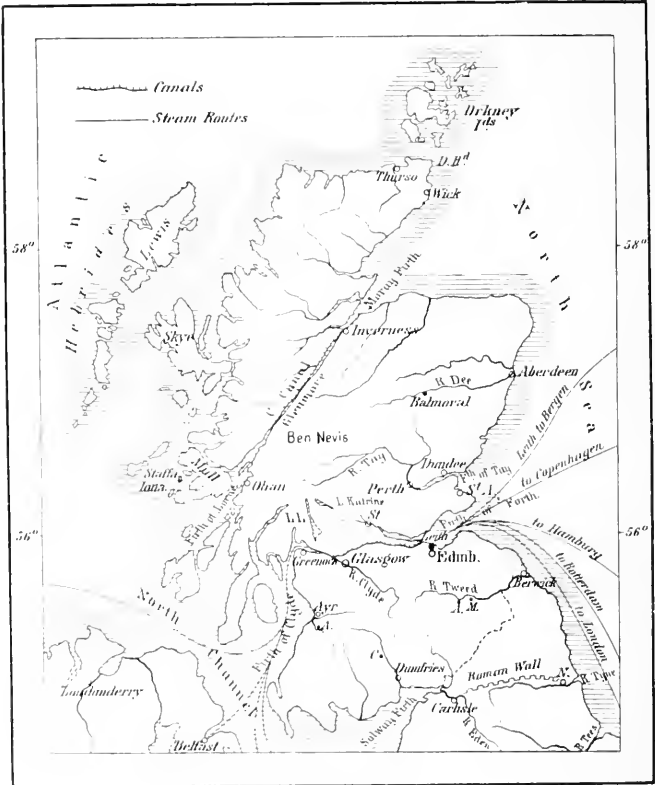 Canals
Steam Routes
Orkney
Ids
D. Hd
Thurso
Wick
Atlantic
Hebrides
Lewis
North
Sea
58°
58°
Moray Firth
Inverness
Skye
C. Canal
Glenmore
Aberdeen
R Dee
Balmoral
Leith to Bergen
Ben Nevis
Mull
Staffa
Iona
Oban
Firth of Lorne
R. Tay
Dundee
Fth of Tay
to Copenhagen
Perth
St A.
L Katrine
St
Firth of Forth.
56°
56°
L.L.
Leith
to Hamburg
Greenock
Glasgow
Edinb.
R. Clyde
to Rotterdam
R Tweed
Berwick
A. M.
to London
North
Channel
Firth of Clyde
Ayr
A.
C
Dumfries
Roman Wall
N.
R Tyne
Londonderry
Carlisle
Solway Firth
R Eden
Belfast
R Tees